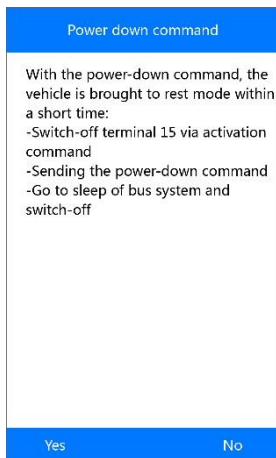 Power down command
With the power-down command, the
vehicle is brought to rest mode within
a short time:
-Switch-off terminal 15 via activation
command
-Sending the power-down command
-Go to sleep of bus system and
switch-off
Yes
No